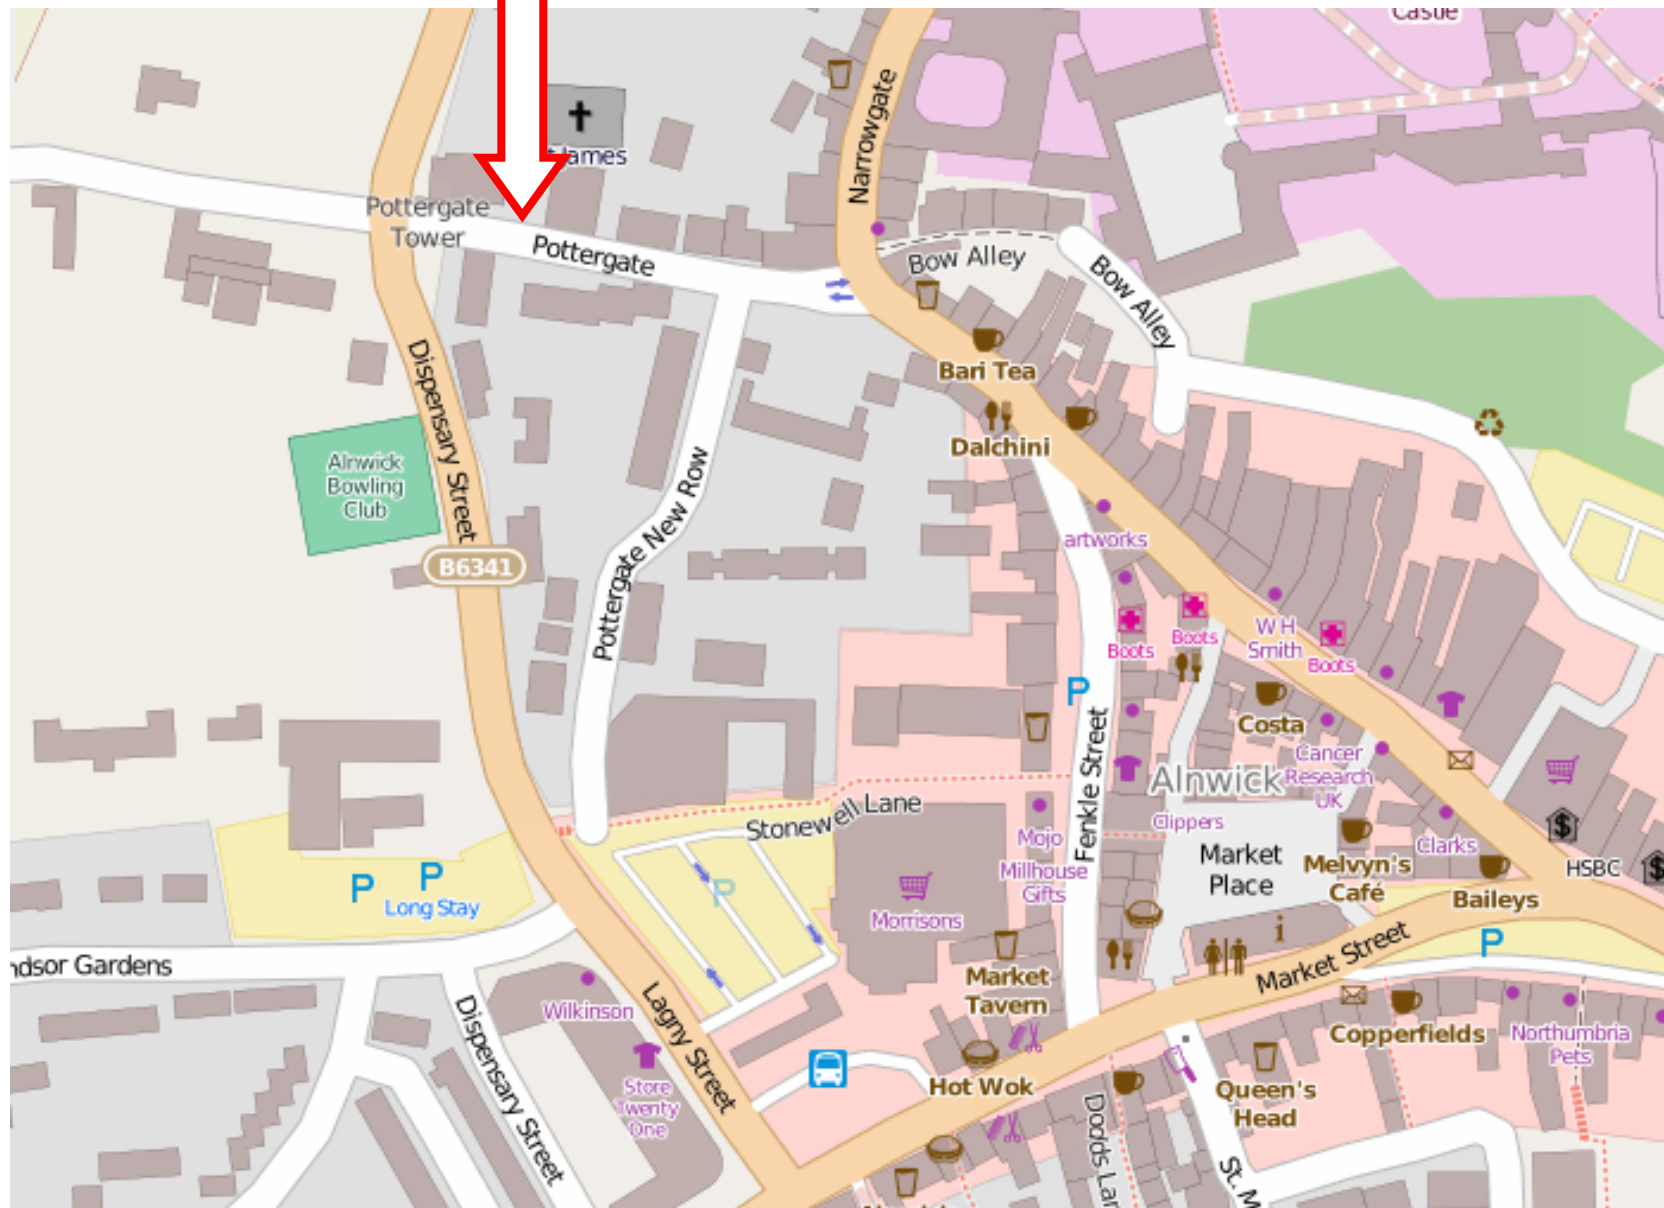 Castle
St James
Narrowgate
Pottergate
Tower
Pottergate
Bow Alley
Bow Alley
Bari Tea
Dalchini
Dispensary Street
Alnwick
Bowling
Club
B6341
Pottergate New Row
artworks
Boots
Boots
W H
Smith
Boots
Costa
Cancer
Research
UK
Alnwick
Fenkle Street
Stonewell Lane
Clippers
Mojo
Millhouse
Gifts
Market
Place
Melvyn's
Café
Clarks
HSBC
Baileys
P
P
P
P
P
Long Stay
Morrisons
ndsor Gardens
Market Street
Market
Tavern
Wilkinson
Lagny Street
Dispensary Street
Store
Twenty
One
Hot Wok
Copperfields
Northumbria
Pets
Queen's
Head
Dodds Lan
St. M